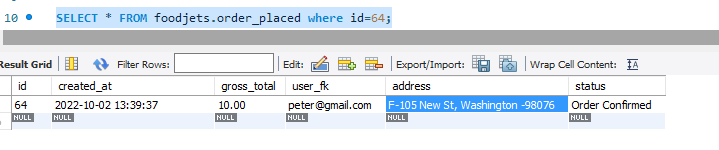 10 SELECT * FROM foodjets.order_placed where id=64;
Result Grid Filter Rows: Edit: Export/Import: Wrap Cell Content: IA
id created_at gross_total user_fk address status
64 2022-10-02 13:39:37 10.00 peter@gmail.com F-105 New St, Washington -98076 Order Confirmed
NULL NULL NULL NULL NULL NULL